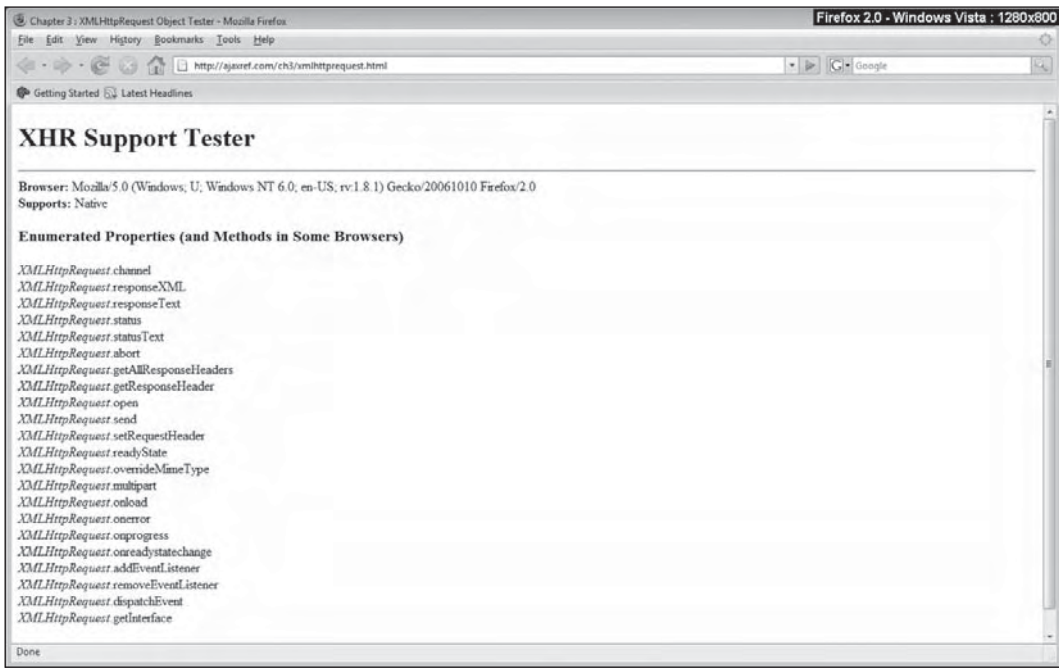 Chapter 3 : XMLHttpRequest Object Tester - Mozilla Firefox
Firefox 2.0 - Windows Vista : 1280x800
File Edit View History Bookmarks Tools Help
http://ajaxref.com/ch3/xmlhttprequest.html
Google
Getting Started Latest Headlines
XHR Support Tester
Browser: Mozilla/5.0 (Windows; U; Windows NT 6.0; en-US; rv:1.8.1) Gecko/20061010 Firefox/2.0
Supports: Native
Enumerated Properties (and Methods in Some Browsers)
XMLHttpRequest.channel
XMLHttpRequest.responseXML
XMLHttpRequest.responseText
XMLHttpRequest.status
XMLHttpRequest.statusText
XMLHttpRequest.abort
XMLHttpRequest.getAllResponseHeaders
XMLHttpRequest.getResponseHeader
XMLHttpRequest.open
XMLHttpRequest.send
XMLHttpRequest.setRequestHeader
XMLHttpRequest.readyState
XMLHttpRequest.overrideMimeType
XMLHttpRequest.multipart
XMLHttpRequest.onload
XMLHttpRequest.onerror
XMLHttpRequest.onprogress
XMLHttpRequest.onreadystatechange
XMLHttpRequest.addEventListener
XMLHttpRequest.removeEventListener
XMLHttpRequest.dispatchEvent
XMLHttpRequest.getInterface
Done